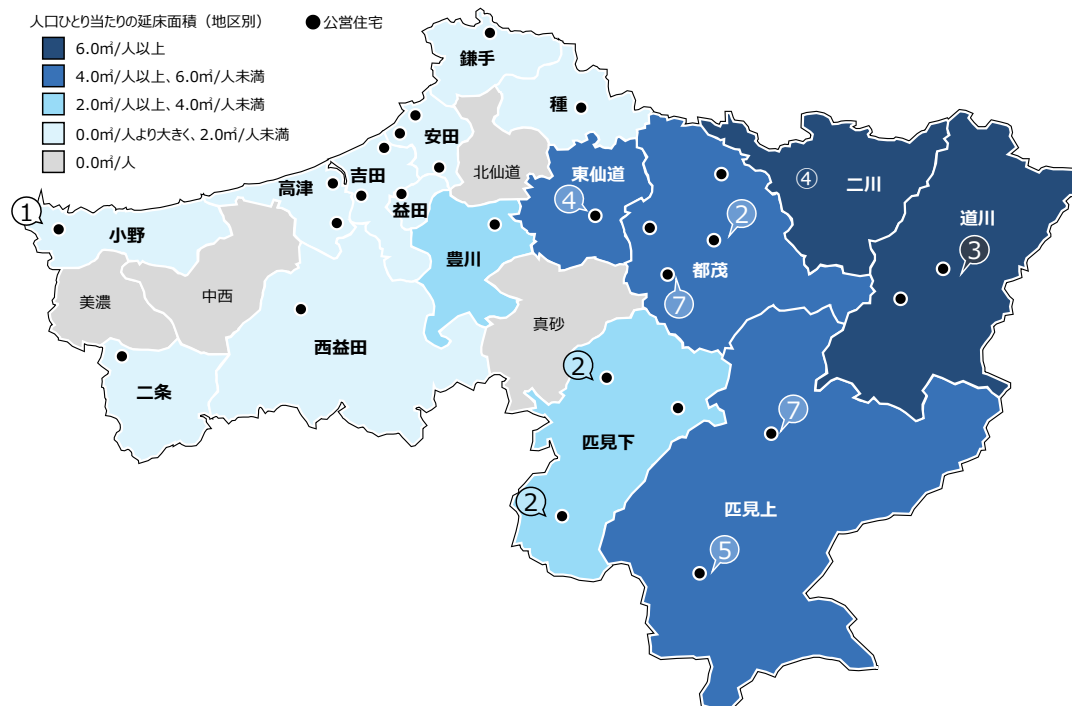 人口ひとり当たりの延床面積（地区別）
●公営住宅
6.0㎡/人以上
4.0㎡/人以上、6.0㎡/人未満
2.0㎡/人以上、4.0㎡/人未満
0.0㎡/人より大きく、2.0㎡/人未満
0.0㎡/人
鎌手
種
安田
北仙道
吉田
高津
益田
東仙道
④
二川
④
②
道川
③
①
小野
豊川
都茂
⑦
美濃
中西
真砂
西益田
二条
②
匹見下
⑦
②
匹見上
⑤